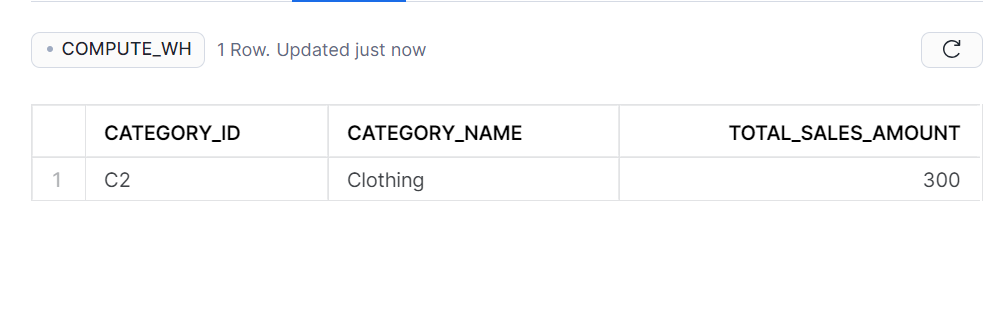 COMPUTE_WH 1 Row. Updated just now
CATEGORY_ID CATEGORY_NAME TOTAL_SALES_AMOUNT
1 C2 Clothing 300